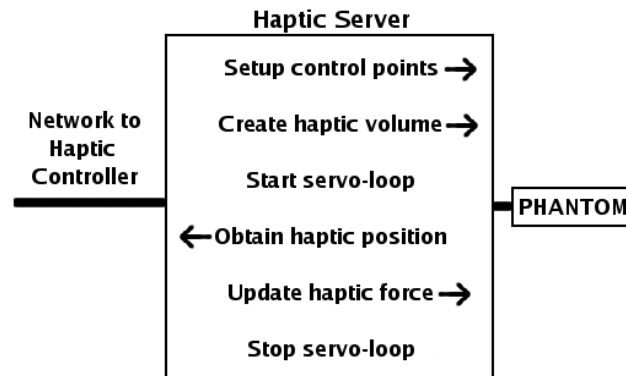 Haptic Server
Setup control points →
Network to
Haptic
Controller
Create haptic volume →
Start servo-loop
← Obtain haptic position
PHANTOM
Update haptic force →
Stop servo-loop